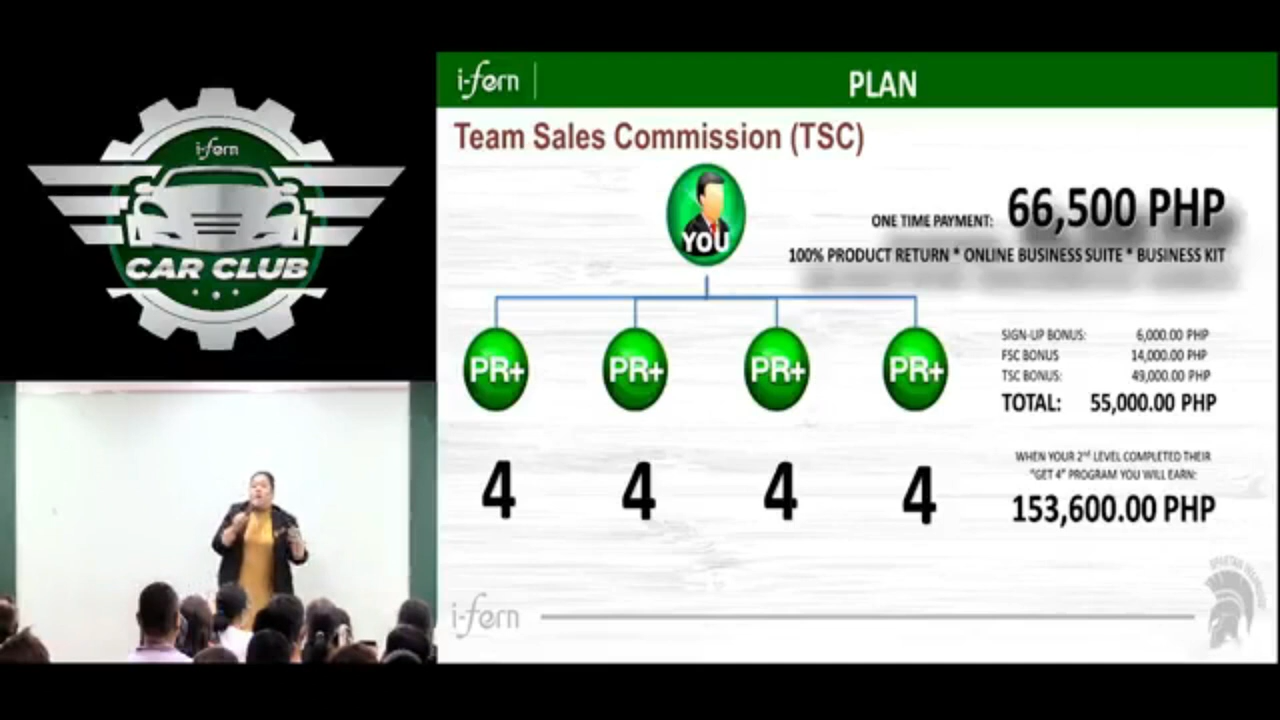 i-fern
CAR CLUB
i-fern
PLAN
Team Sales Commission (TSC)
YOU
ONE TIME PAYMENT: 66,500 PHP
100% PRODUCT RETURN * ONLINE BUSINESS SUITE * BUSINESS KIT
PR+ PR+ PR+ PR+
SIGN-UP BONUS: 6,000.00 PHP
FSC BONUS 14,000.00 PHP
TSC BONUS: 49,000.00 PHP
TOTAL: 55,000.00 PHP
4 4 4 4
WHEN YOUR 2nd LEVEL COMPLETED THEIR
"GET 4" PROGRAM YOU WILL EARN:
153,600.00 PHP
i-fern